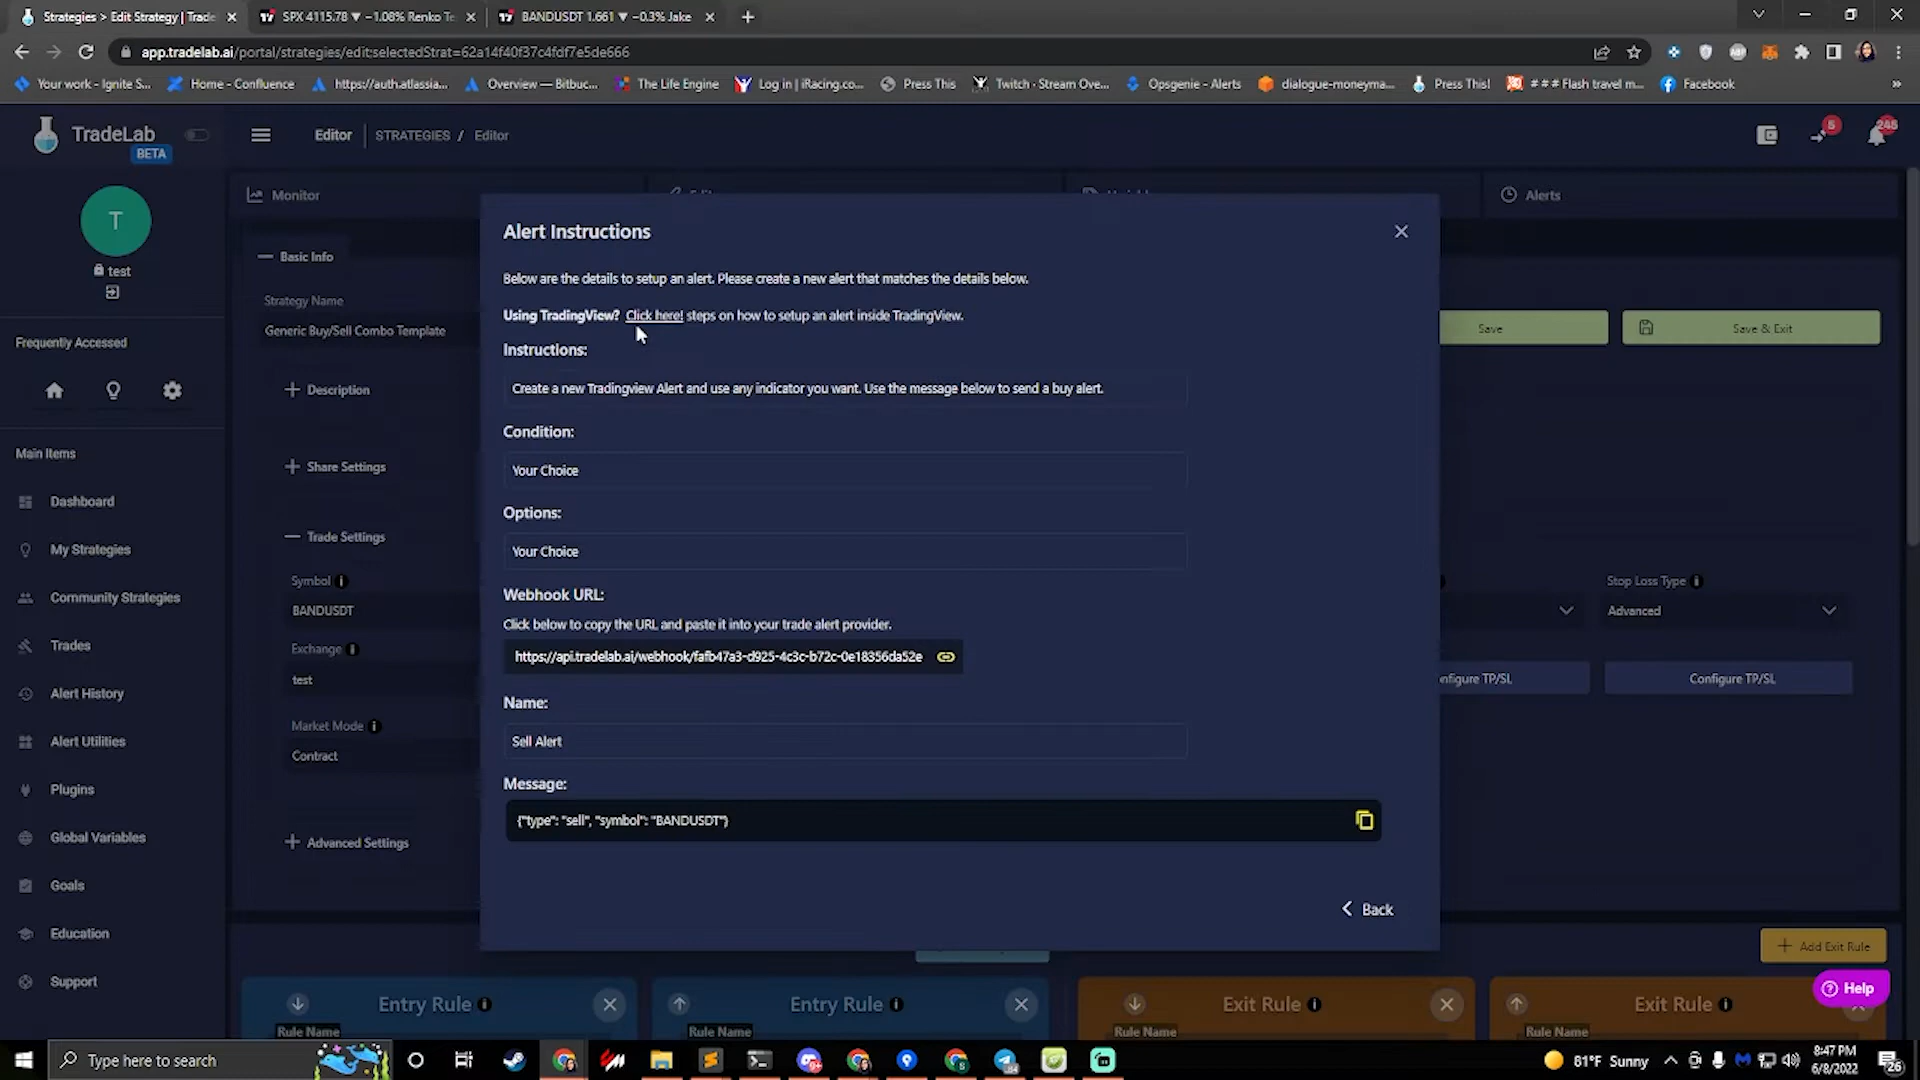 Strategies > Edit Strategy | Trade
SPX 4115.78 ▼ −1.08% Renko Te
BANDUSDT 1.661 ▼ −0.3% Jake
app.tradelab.ai/portal/strategies/edit;selectedStrat=62a14f40f37c4fdf7e5de666
Your work - Ignite S...
Home - Confluence
https://auth.atlassia...
Overview — Bitbuc...
The Life Engine
Log in | iRacing.co...
Press This
Twitch - Stream Ove...
Opsgenie - Alerts
dialogue-moneyma...
Press This!
###Flash travel m...
Facebook
TradeLab
BETA
Editor
STRATEGIES / Editor
5
245
T
test
Frequently Accessed
Main Items
Dashboard
My Strategies
Community Strategies
Trades
Alert History
Alert Utilities
Plugins
Global Variables
Goals
Education
Support
Monitor
Alerts
Basic Info
Strategy Name
Generic Buy/Sell Combo Template
Description
Share Settings
Trade Settings
Symbol
BANDUSDT
Exchange
test
Market Mode
Contract
Advanced Settings
Alert Instructions
Below are the details to setup an alert. Please create a new alert that matches the details below.
Using TradingView? Click here! steps on how to setup an alert inside TradingView.
Instructions:
Create a new Tradingview Alert and use any indicator you want. Use the message below to send a buy alert.
Condition:
Your Choice
Options:
Your Choice
Webhook URL:
Click below to copy the URL and paste it into your trade alert provider.
https://api.tradelab.ai/webhook/fafb47a3-d925-4c3c-b72c-0e18356da52e
Name:
Sell Alert
Message:
{"type": "sell", "symbol": "BANDUSDT"}
Back
Save
Save & Exit
Stop Loss Type
Advanced
nfigure TP/SL
Configure TP/SL
Add Exit Rule
Help
Entry Rule
Rule Name
Entry Rule
Rule Name
Exit Rule
Rule Name
Exit Rule
Rule Name
Type here to search
81°F Sunny
8:47 PM
6/8/2022
26